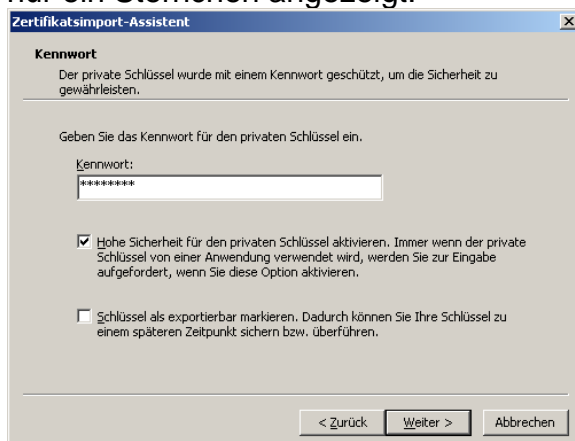 nur ein Sternchen angezeigt.
Zertifikatsimport-Assistent
Kennwort
Der private Schlüssel wurde mit einem Kennwort geschützt, um die Sicherheit zu
gewährleisten.
Geben Sie das Kennwort für den privaten Schlüssel ein.
Kennwort:
********
Hohe Sicherheit für den privaten Schlüssel aktivieren. Immer wenn der private
Schlüssel von einer Anwendung verwendet wird, werden Sie zur Eingabe
aufgefordert, wenn Sie diese Option aktivieren.
Schlüssel als exportierbar markieren. Dadurch können Sie Ihre Schlüssel zu
einem späteren Zeitpunkt sichern bzw. überführen.
< Zurück Weiter > Abbrechen